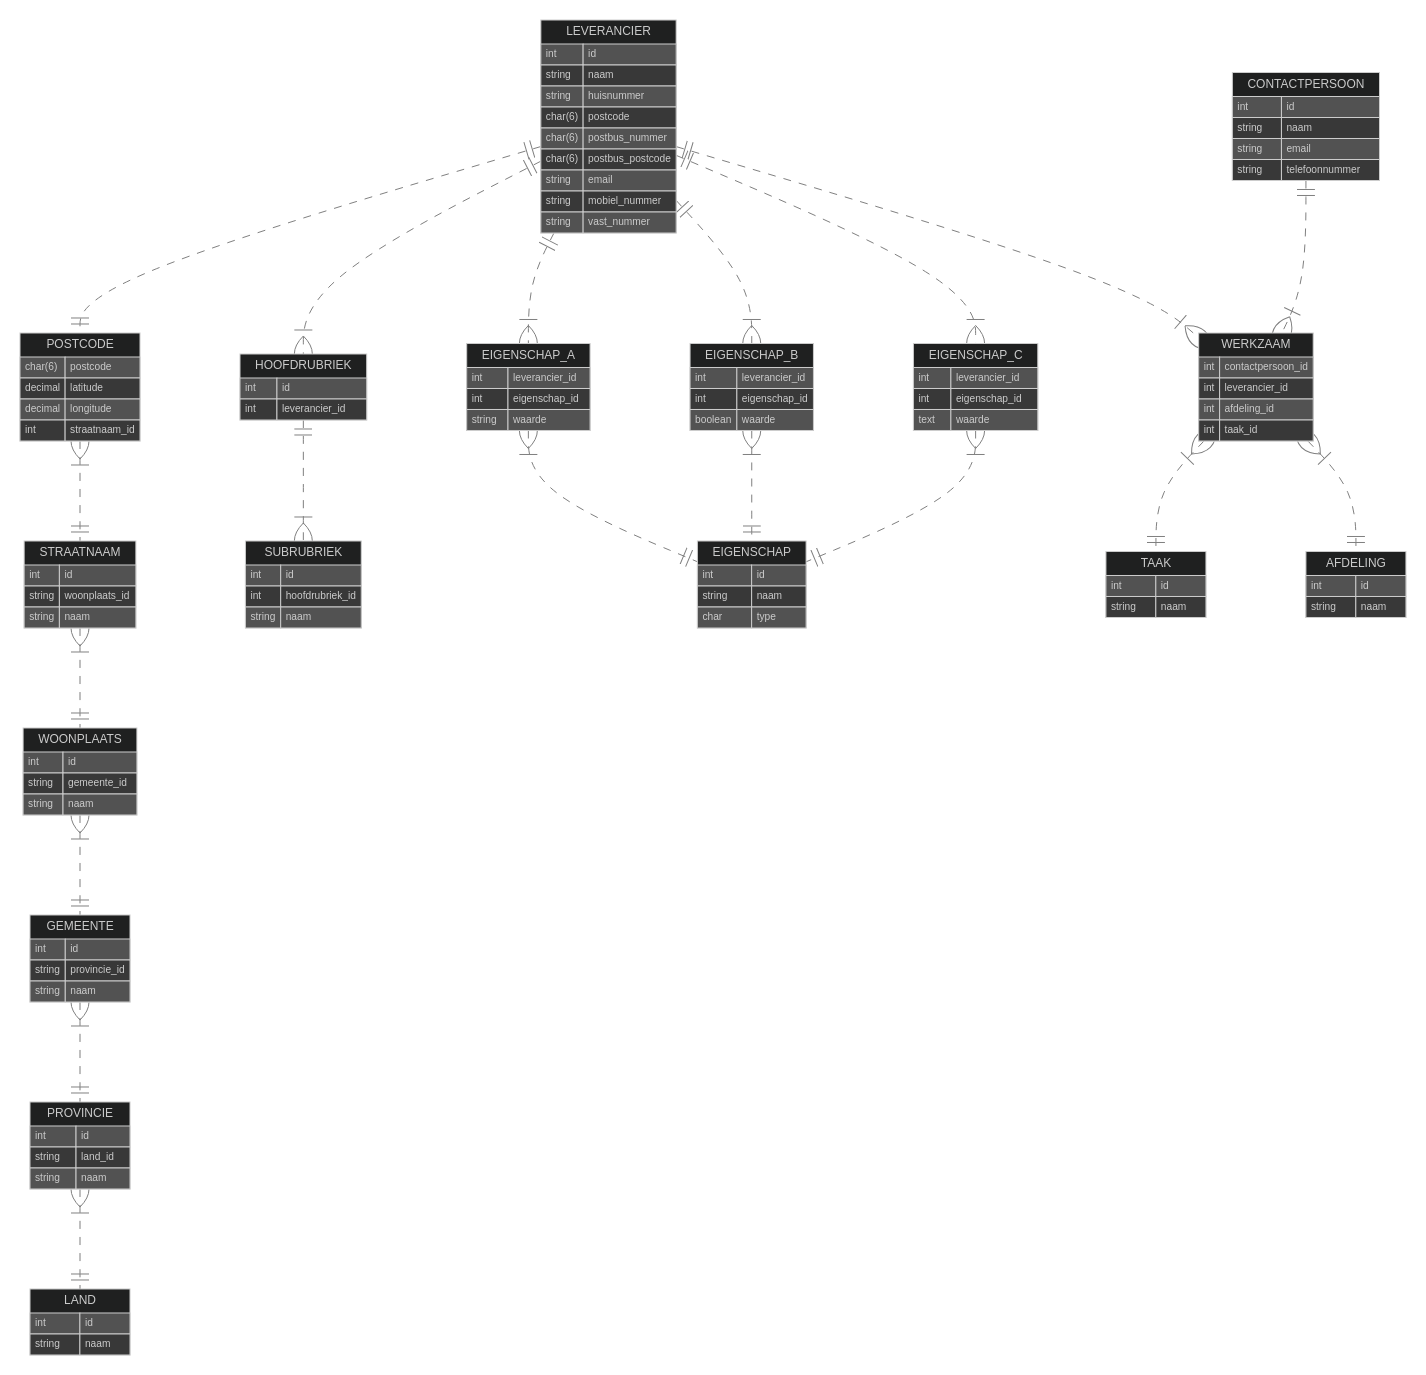 LEVERANCIER
int id
string naam
string huisnummer
char(6) postcode
char(6) postbus_nummer
char(6) postbus_postcode
string email
string mobiel_nummer
string vast_nummer
CONTACTPERSOON
int id
string naam
string email
string telefoonnummer
POSTCODE
char(6) postcode
decimal latitude
decimal longitude
int straatnaam_id
HOOFDRUBRIEK
int id
int leverancier_id
EIGENSCHAP_A
int leverancier_id
int eigenschap_id
string waarde
EIGENSCHAP_B
int leverancier_id
int eigenschap_id
boolean waarde
EIGENSCHAP_C
int leverancier_id
int eigenschap_id
text waarde
WERKZAAM
int contactpersoon_id
int leverancier_id
int afdeling_id
int taak_id
STRAATNAAM
int id
string woonplaats_id
string naam
SUBRUBRIEK
int id
int hoofdrubriek_id
string naam
EIGENSCHAP
int id
string naam
char type
TAAK
int id
string naam
AFDELING
int id
string naam
WOONPLAATS
int id
string gemeente_id
string naam
GEMEENTE
int id
string provincie_id
string naam
PROVINCIE
int id
string land_id
string naam
LAND
int id
string naam